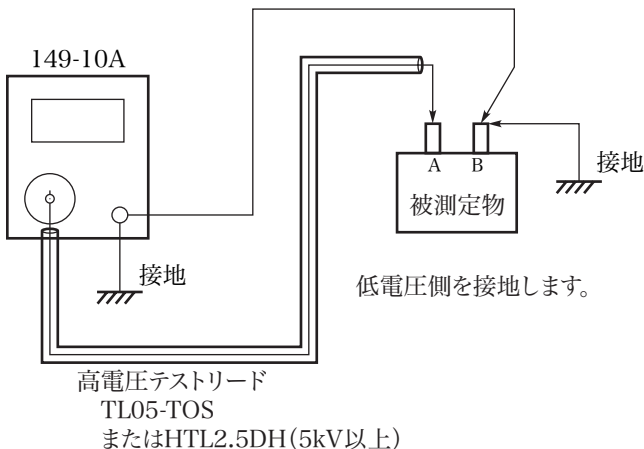 149-10A
A
B
接地
被測定物
接地
低電圧側を接地します。
高電圧テストリード
TL05-TOS
またはHTL2.5DH(5kV以上)